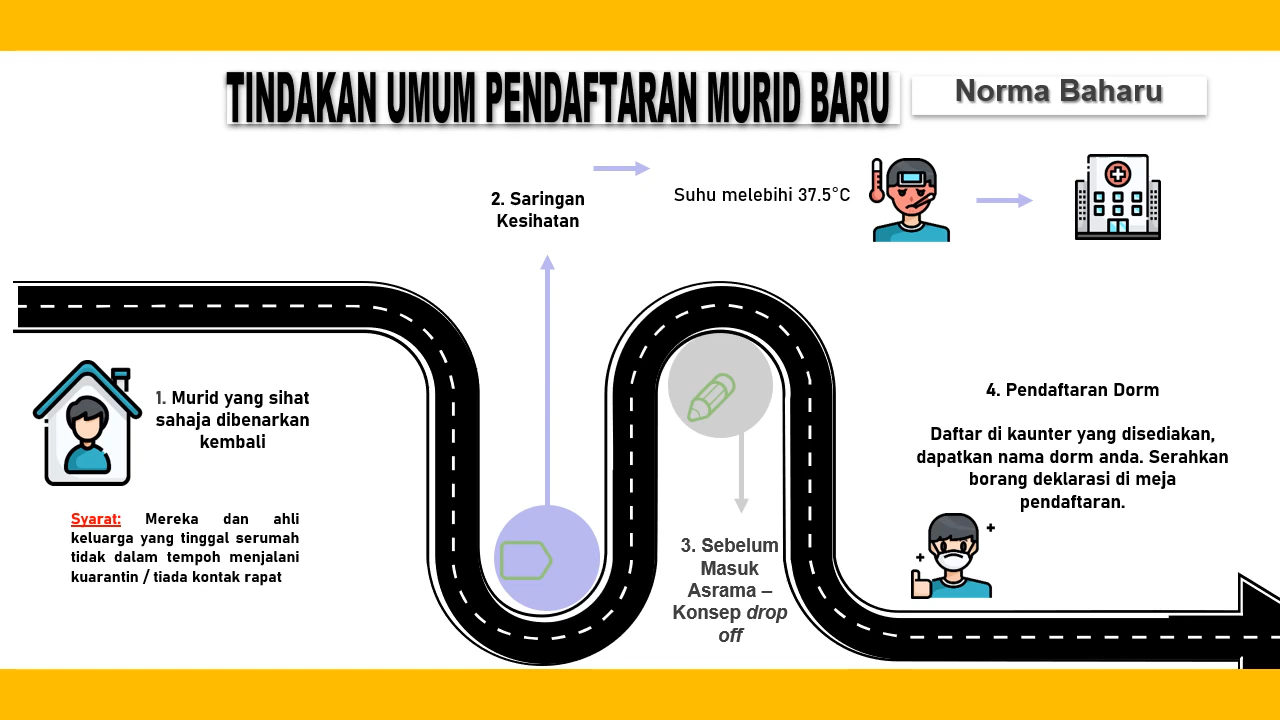 TINDAKAN UMUM PENDAFTARAN MURID BARU
Norma Baharu
2. Saringan
Kesihatan
Suhu melebihi 37.5°C
1. Murid yang sihat
sahaja dibenarkan
kembali
Syarat: Mereka dan ahli
keluarga yang tinggal serumah
tidak dalam tempoh menjalani
kuarantin / tiada kontak rapat
3. Sebelum
Masuk
Asrama –
Konsep drop
off
4. Pendaftaran Dorm
Daftar di kaunter yang disediakan,
dapatkan nama dorm anda. Serahkan
borang deklarasi di meja
pendaftaran.